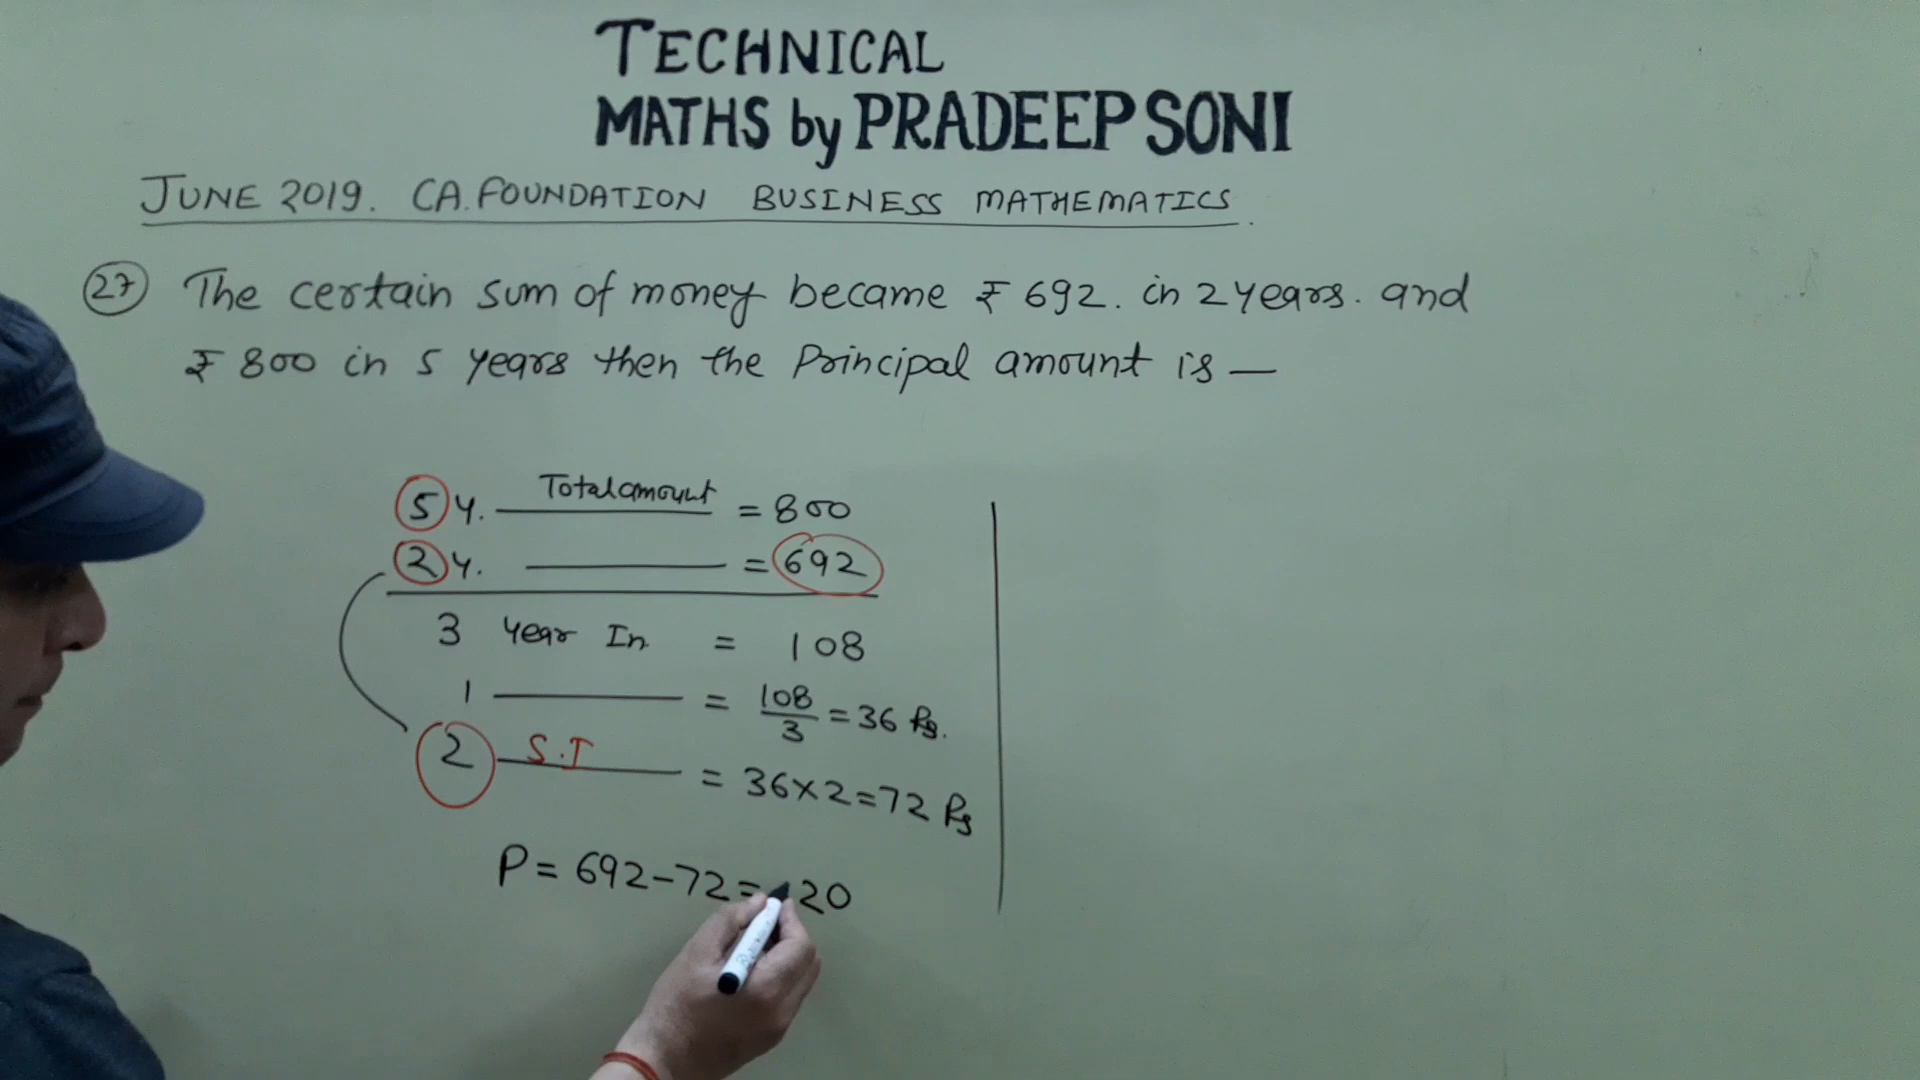 TECHNICAL
MATHS by PRADEEP SONI
JUNE 2019. CA. FOUNDATION BUSINESS MATHEMATICS.
27 The certain sum of money became ₹ 692. in 2 years. and
₹ 800 in 5 years then the Principal amount is —
5 Y. Total amount = 800
2 Y. = 692
3 Year In = 108
1 = 108/3 = 36 Rs.
2 S.I = 36×2=72 Rs
P = 692-72= 20